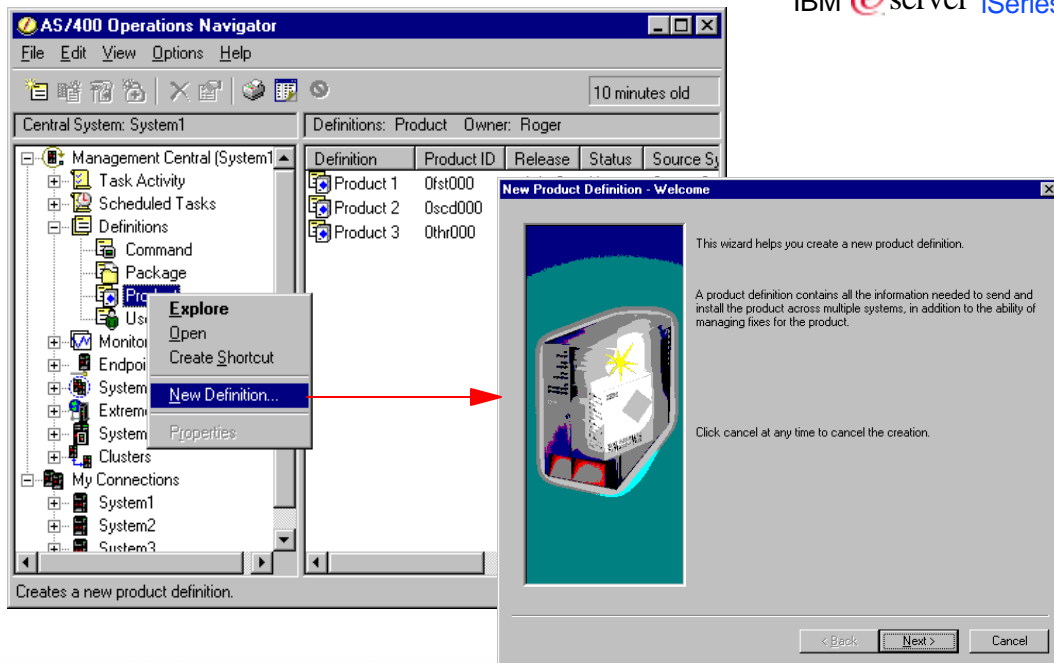 IBM e server iSeries
AS/400 Operations Navigator
File Edit View Options Help
10 minutes old
Central System: System1
Definitions: Product Owner: Roger
Management Central (System1
Task Activity
Scheduled Tasks
Definitions
Command
Package
Product
Monitor
System
System
Clusters
My Connections
System1
System2
System3
Definition Product ID Release Status Source Sy
Product 1 0fst000
Product 2 0scd000
Product 3 0thr000
Explore
Open
Create Shortcut
New Definition...
Properties
Creates a new product definition.
New Product Definition - Welcome
This wizard helps you create a new product definition.
A product definition contains all the information needed to send and
install the product across multiple systems, in addition to the ability of
managing fixes for the product.
Click cancel at any time to cancel the creation.
< Back Next > Cancel